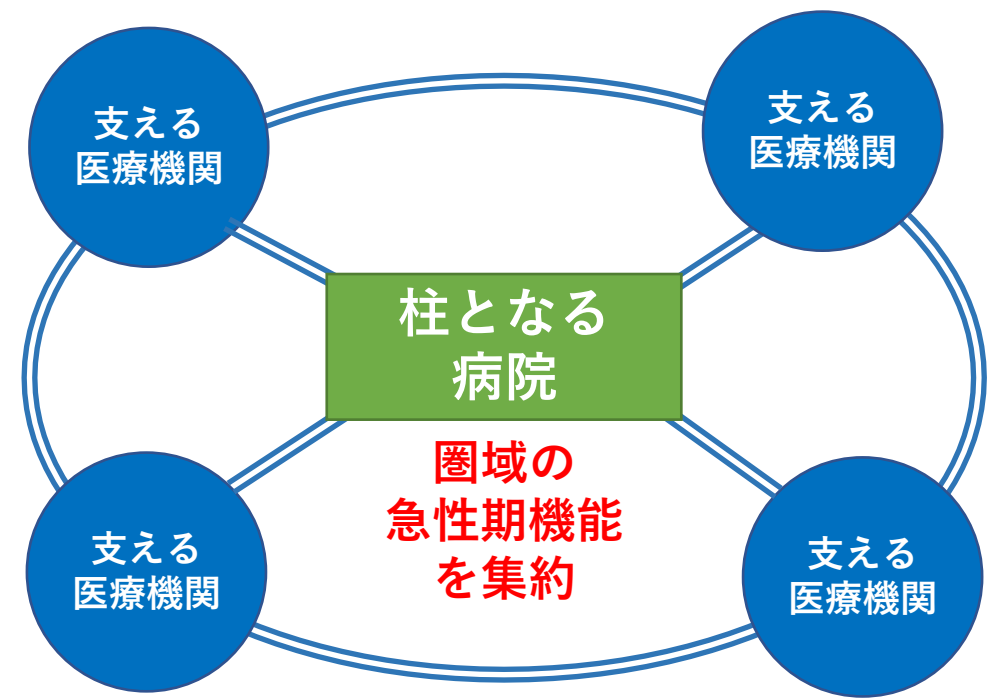 支える
医療機関
支える
医療機関
柱となる
病院
圏域の
急性期機能
を集約
支える
医療機関
支える
医療機関